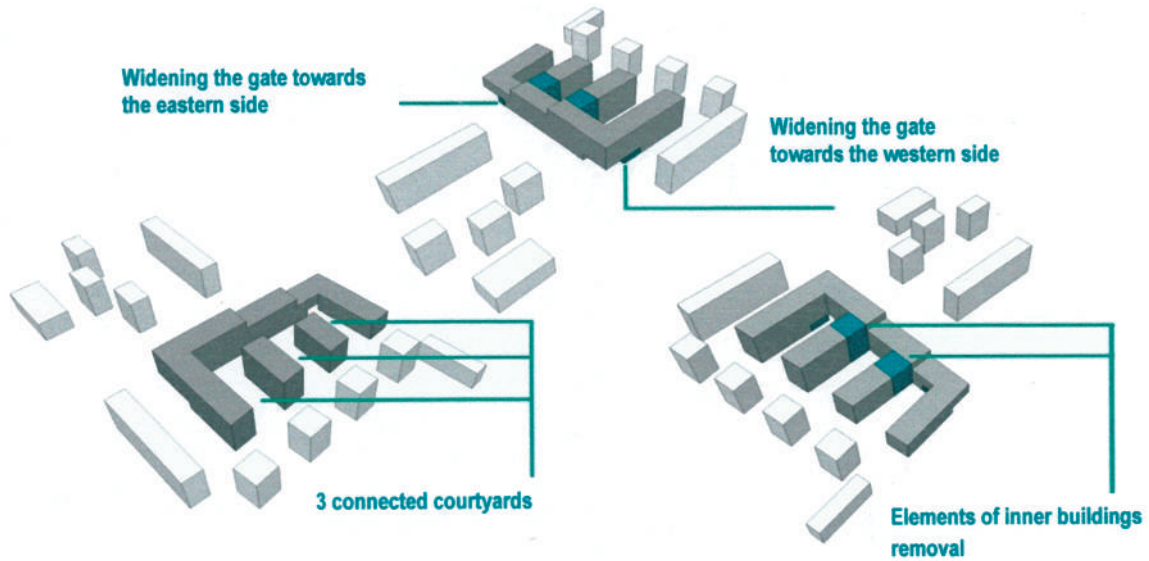 Widening the gate towards
the eastern side
Widening the gate
towards the western side
3 connected courtyards
Elements of inner buildings
removal